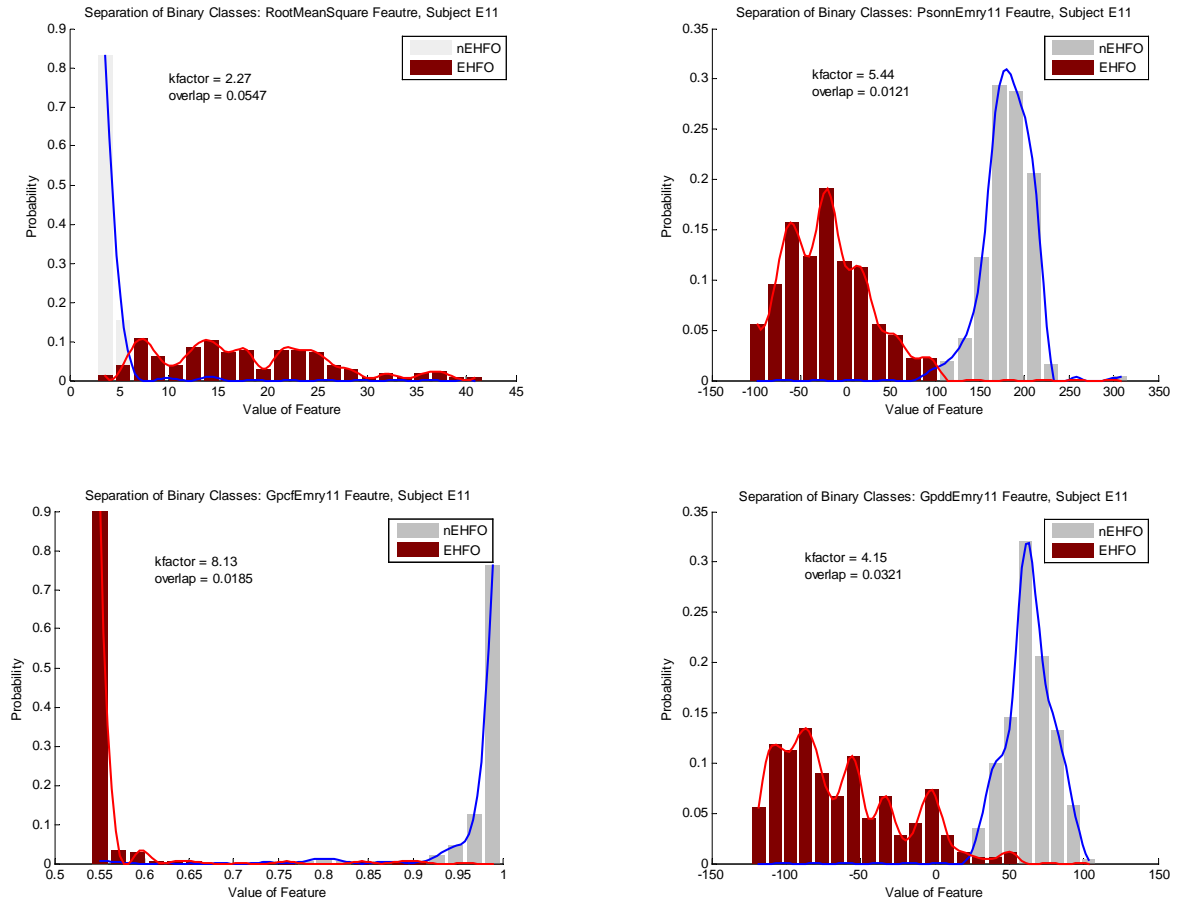 Separation of Binary Classes: RootMeanSquare Feautre, Subject E11
0.9
0.8
0.7
0.6
0.5
0.4
0.3
0.2
0.1
0
Probability
kfactor = 2.27
overlap = 0.0547
nEHFO
EHFO
0 5 10 15 20 25 30 35 40 45
Value of Feature
Separation of Binary Classes: PsonnEmry11 Feautre, Subject E11
0.35
0.3
0.25
0.2
0.15
0.1
0.05
0
Probability
kfactor = 5.44
overlap = 0.0121
nEHFO
EHFO
-150 -100 -50 0 50 100 150 200 250 300 350
Value of Feature
Separation of Binary Classes: GpcfEmry11 Feautre, Subject E11
0.9
0.8
0.7
0.6
0.5
0.4
0.3
0.2
0.1
0
Probability
kfactor = 8.13
overlap = 0.0185
nEHFO
EHFO
0.5 0.55 0.6 0.65 0.7 0.75 0.8 0.85 0.9 0.95 1
Value of Feature
Separation of Binary Classes: GpddEmry11 Feautre, Subject E11
0.35
0.3
0.25
0.2
0.15
0.1
0.05
0
Probability
kfactor = 4.15
overlap = 0.0321
nEHFO
EHFO
-150 -100 -50 0 50 100 150
Value of Feature